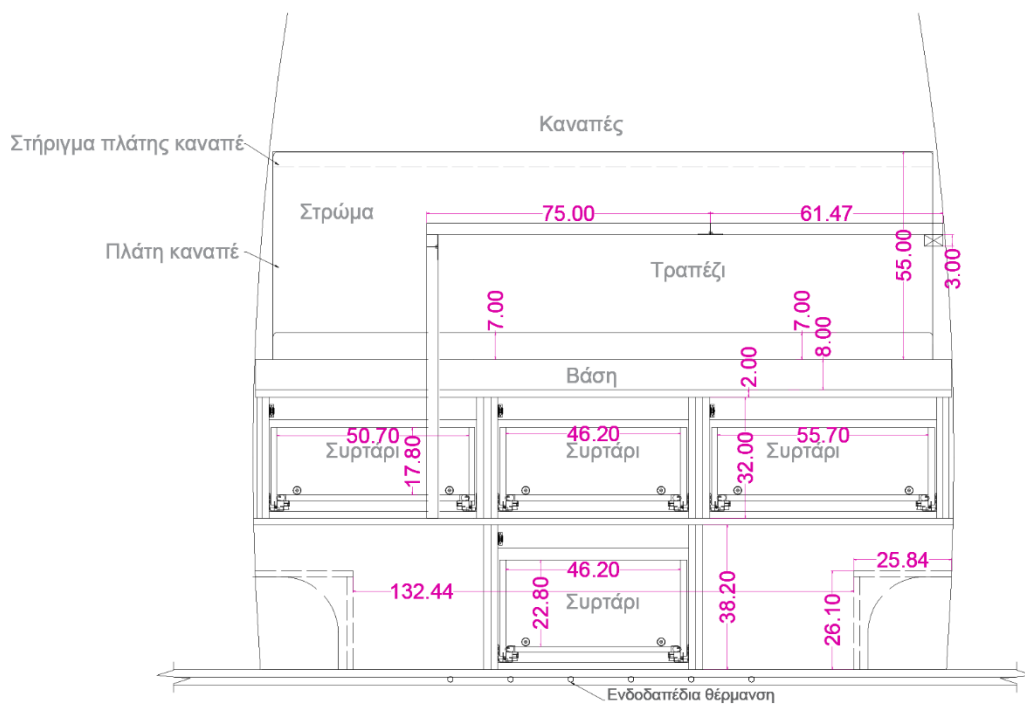 Καναπές
Στήριγμα πλάτης καναπέ
Στρώμα
75.00
61.47
55.00
3.00
Πλάτη καναπέ
Τραπέζι
7.00
7.00
8.00
Βάση
2.00
50.70
Συρτάρι
17.80
46.20
Συρτάρι
32.00
55.70
Συρτάρι
132.44
46.20
Συρτάρι
22.80
38.20
25.84
26.10
Ενδοδαπέδια θέρμανση